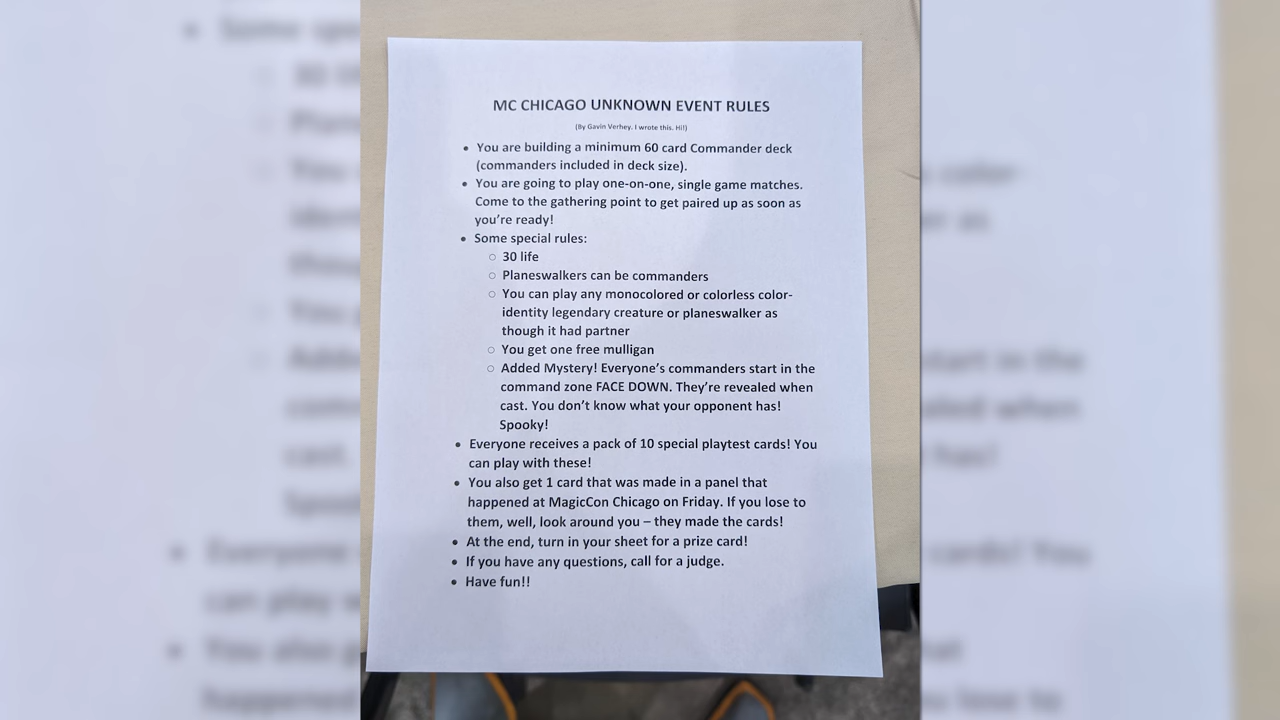 MC CHICAGO UNKNOWN EVENT RULES
(By Gavin Verhey. I wrote this. Hi!)
• You are building a minimum 60 card Commander deck
(commanders included in deck size).
• You are going to play one-on-one, single game matches.
Come to the gathering point to get paired up as soon as
you're ready!
• Some special rules:
○ 30 life
○ Planeswalkers can be commanders
○ You can play any monocolored or colorless color-
identity legendary creature or planeswalker as
though it had partner
○ You get one free mulligan
○ Added Mystery! Everyone's commanders start in the
command zone FACE DOWN. They're revealed when
cast. You don't know what your opponent has!
Spooky!
• Everyone receives a pack of 10 special playtest cards! You
can play with these!
• You also get 1 card that was made in a panel that
happened at MagicCon Chicago on Friday. If you lose to
them, well, look around you – they made the cards!
• At the end, turn in your sheet for a prize card!
• If you have any questions, call for a judge.
• Have fun!!